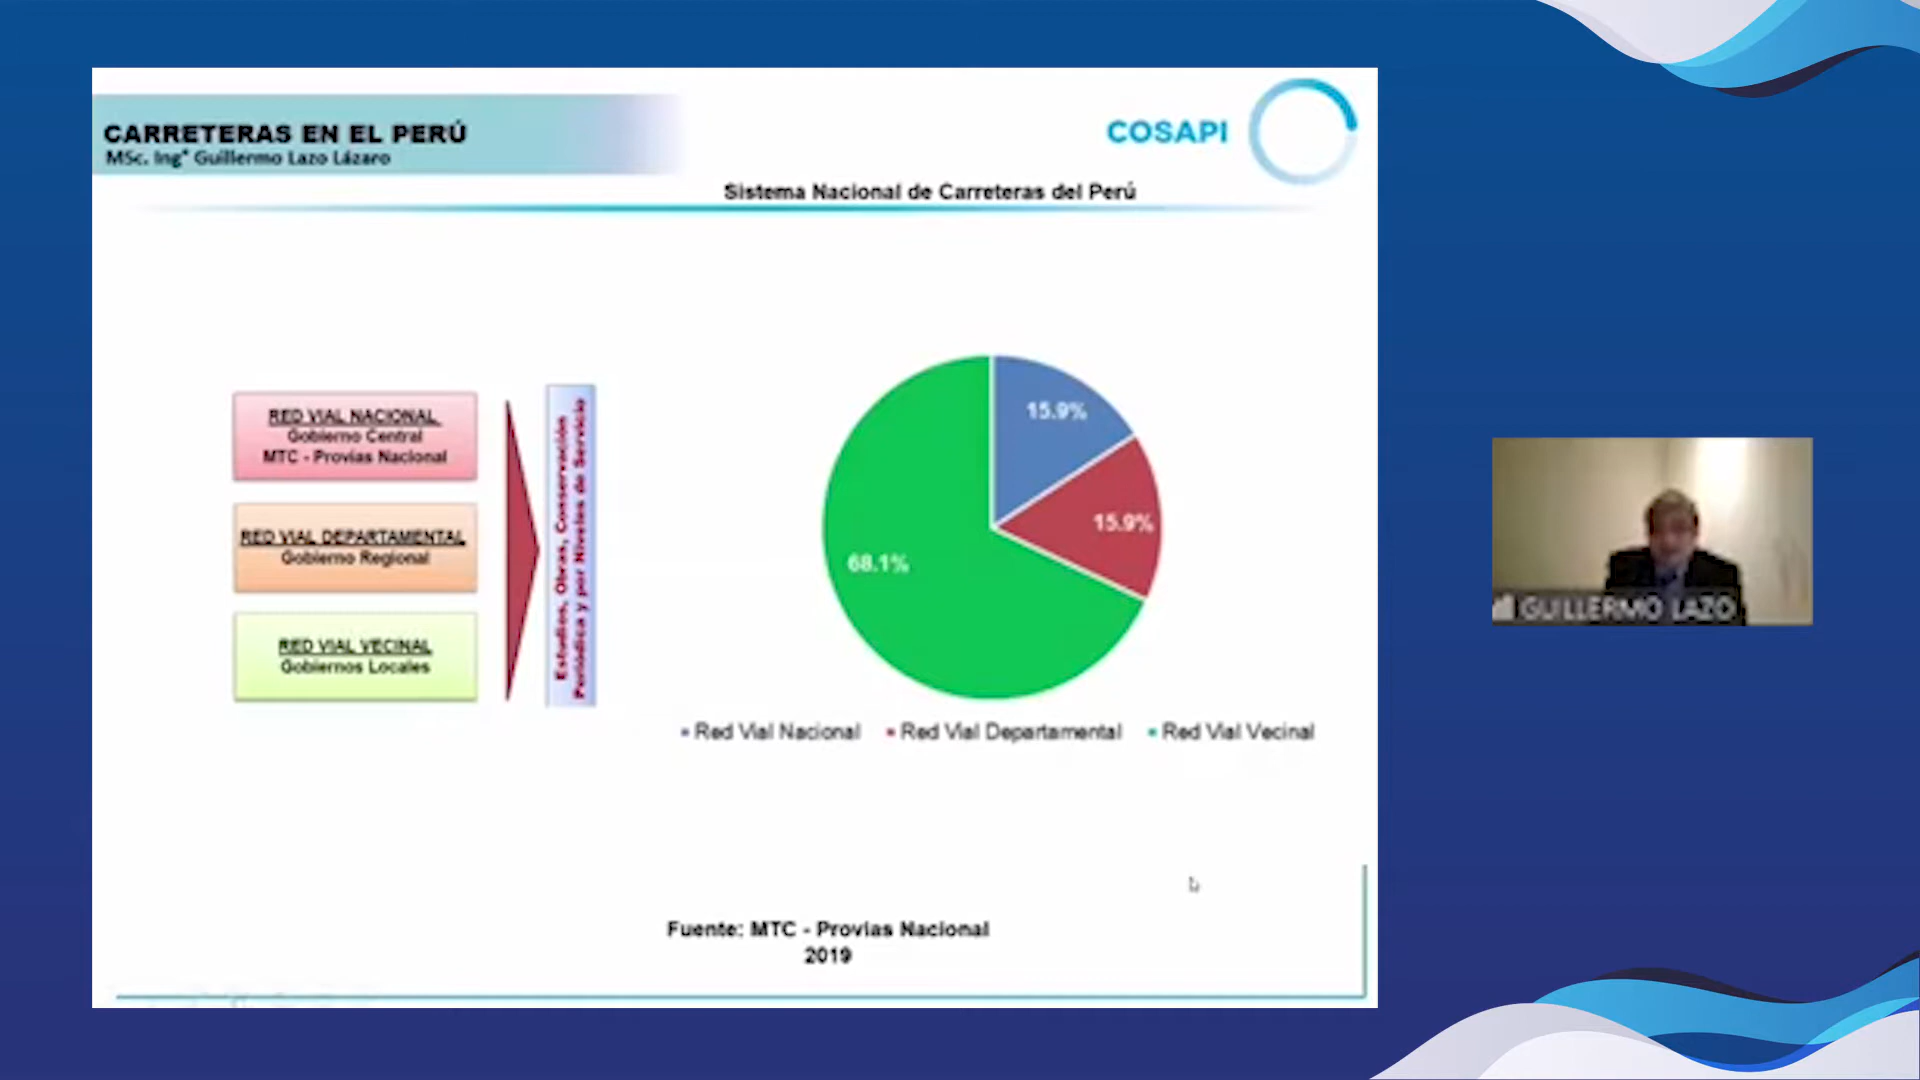 CARRETERAS EN EL PERÚ
MSc. Ing° Guillermo Lazo Lázaro
COSAPI
Sistema Nacional de Carreteras del Perú
RED VIAL NACIONAL
Gobierno Central
MTC - Provias Nacional
RED VIAL DEPARTAMENTAL
Gobierno Regional
RED VIAL VECINAL
Gobiernos Locales
Estudios, Obras, Conservación
Periódica y por Niveles de Servicio
15.9%
15.9%
68.1%
Red Vial Nacional
Red Vial Departamental
Red Vial Vecinal
Fuente: MTC - Provias Nacional
2019
GUILLERMO LAZO